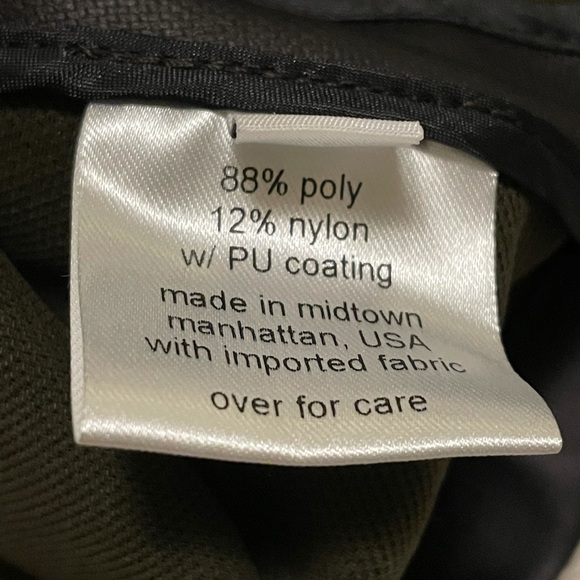 88% poly
12% nylon
w/ PU coating
made in midtown
manhattan, USA
with imported fabric
over for care